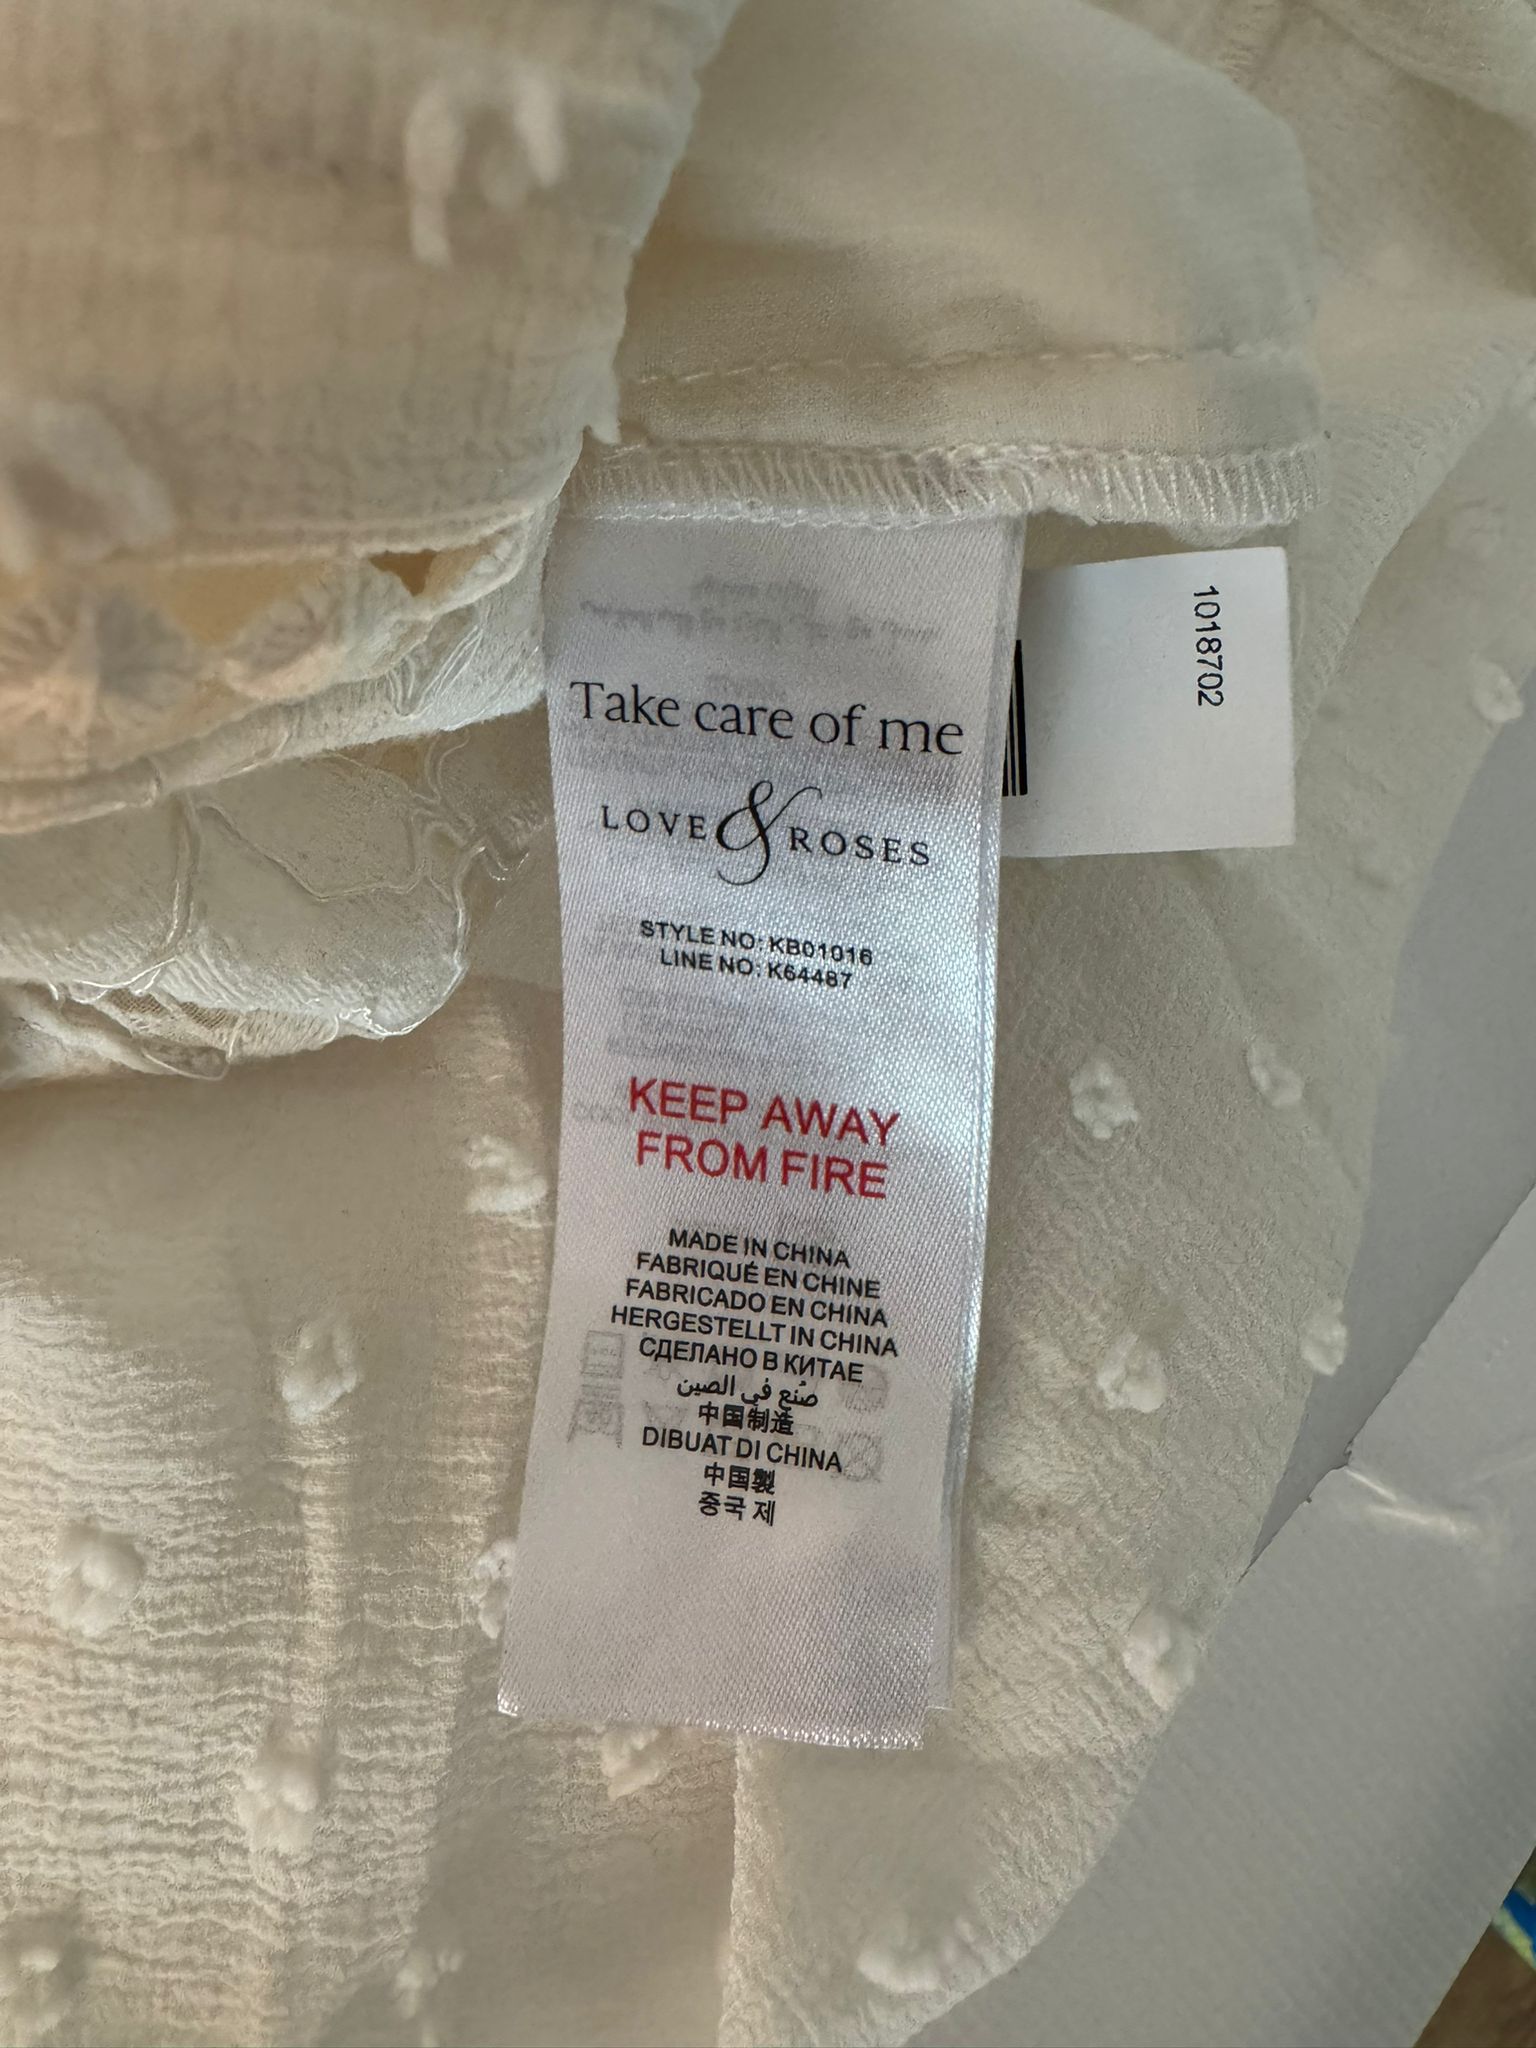 Take care of me
LOVE & ROSES
STYLE NO: KB01016
LINE NO: K64487
KEEP AWAY
FROM FIRE
MADE IN CHINA
FABRIQUÉ EN CHINE
FABRICADO EN CHINA
HERGESTELLT IN CHINA
СДЕЛАНО В КИТАЕ
صُنع في الصين
中国制造
DIBUAT DI CHINA
中国製
중국 제
1018702